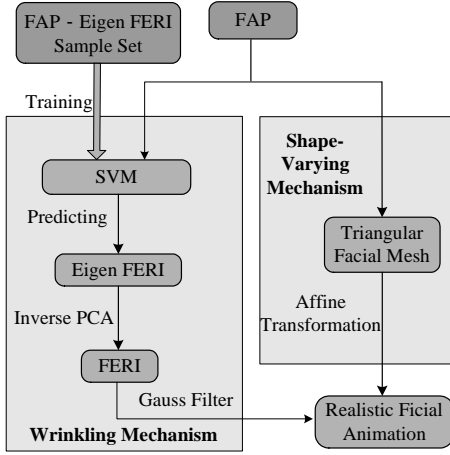 FAP - Eigen FERI
Sample Set
FAP
Training
Shape-
Varying
Mechanism
SVM
Predicting
Triangular
Facial Mesh
Eigen FERI
Inverse PCA
Affine
Transformation
FERI
Gauss Filter
Realistic Ficial
Animation
Wrinkling Mechanism